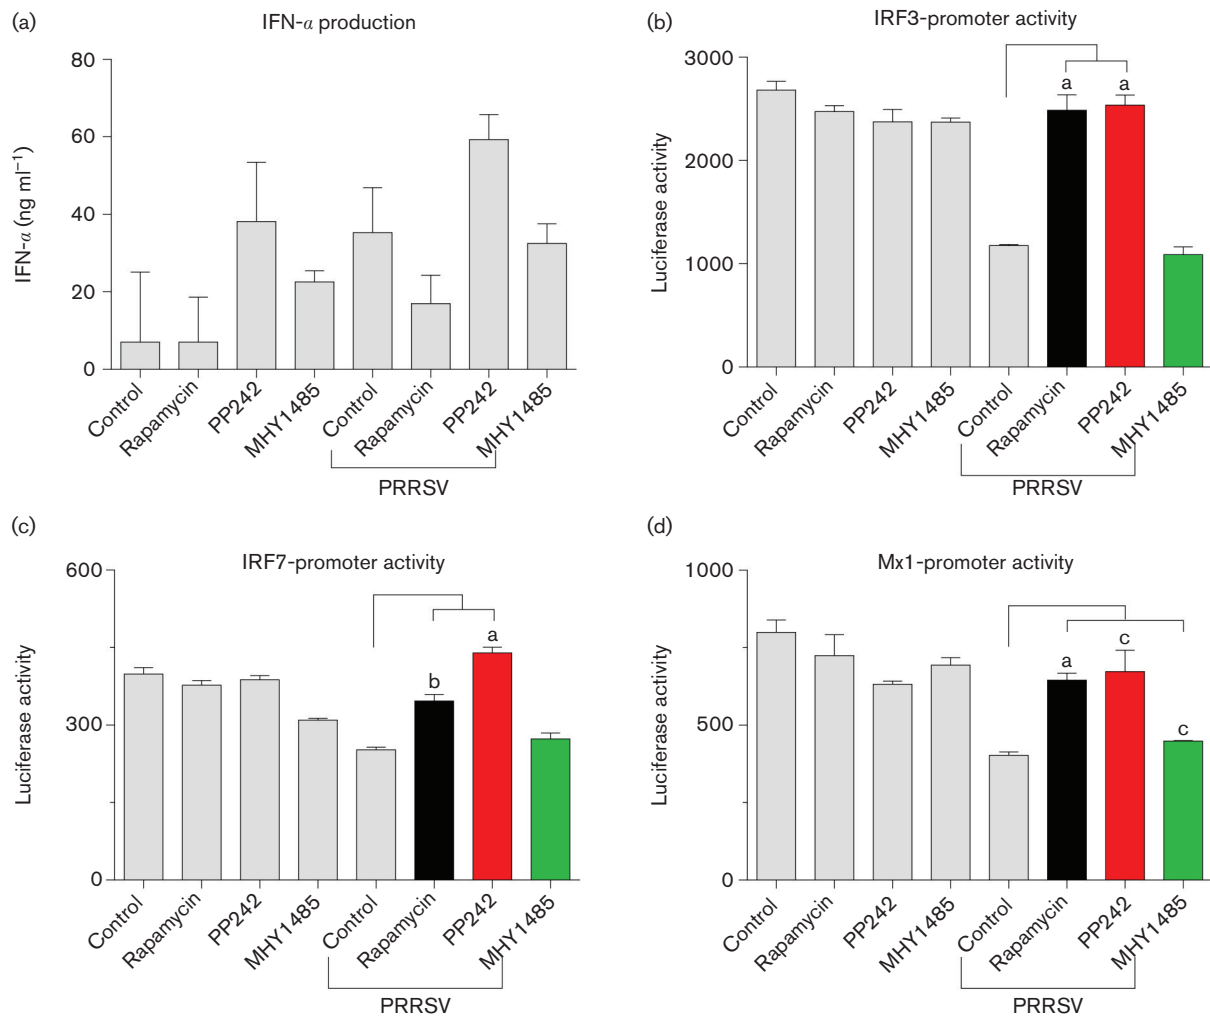 (a)
IFN-α production
IFN-α (ng ml⁻¹)
80
60
40
20
0
Control
Rapamycin
PP242
MHY1485
Control
Rapamycin
PP242
MHY1485
PRRSV
(b)
IRF3-promoter activity
Luciferase activity
3000
2000
1000
0
a
a
Control
Rapamycin
PP242
MHY1485
Control
Rapamycin
PP242
MHY1485
PRRSV
(c)
IRF7-promoter activity
Luciferase activity
600
300
0
b
a
Control
Rapamycin
PP242
MHY1485
Control
Rapamycin
PP242
MHY1485
PRRSV
(d)
Mx1-promoter activity
Luciferase activity
1000
500
0
a
c
c
Control
Rapamycin
PP242
MHY1485
Control
Rapamycin
PP242
MHY1485
PRRSV